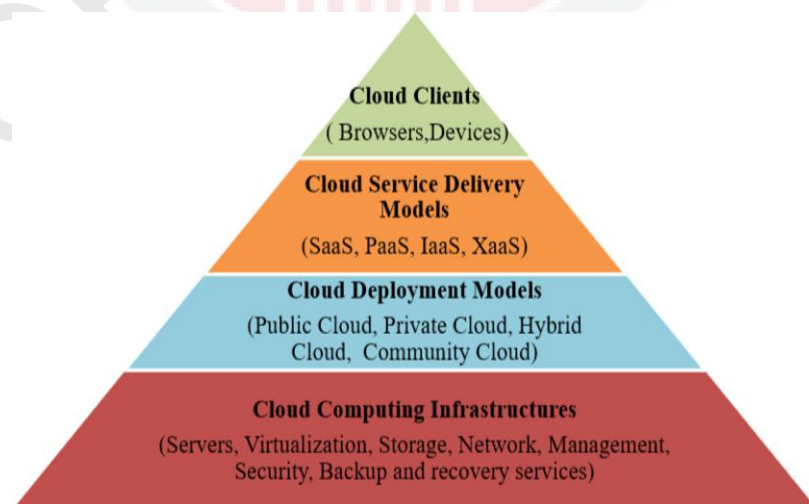 Cloud Clients
( Browsers,Devices)
Cloud Service Delivery
Models
(SaaS, PaaS, IaaS, XaaS)
Cloud Deployment Models
(Public Cloud, Private Cloud, Hybrid
Cloud, Community Cloud)
Cloud Computing Infrastructures
(Servers, Virtualization, Storage, Network, Management,
Security, Backup and recovery services)